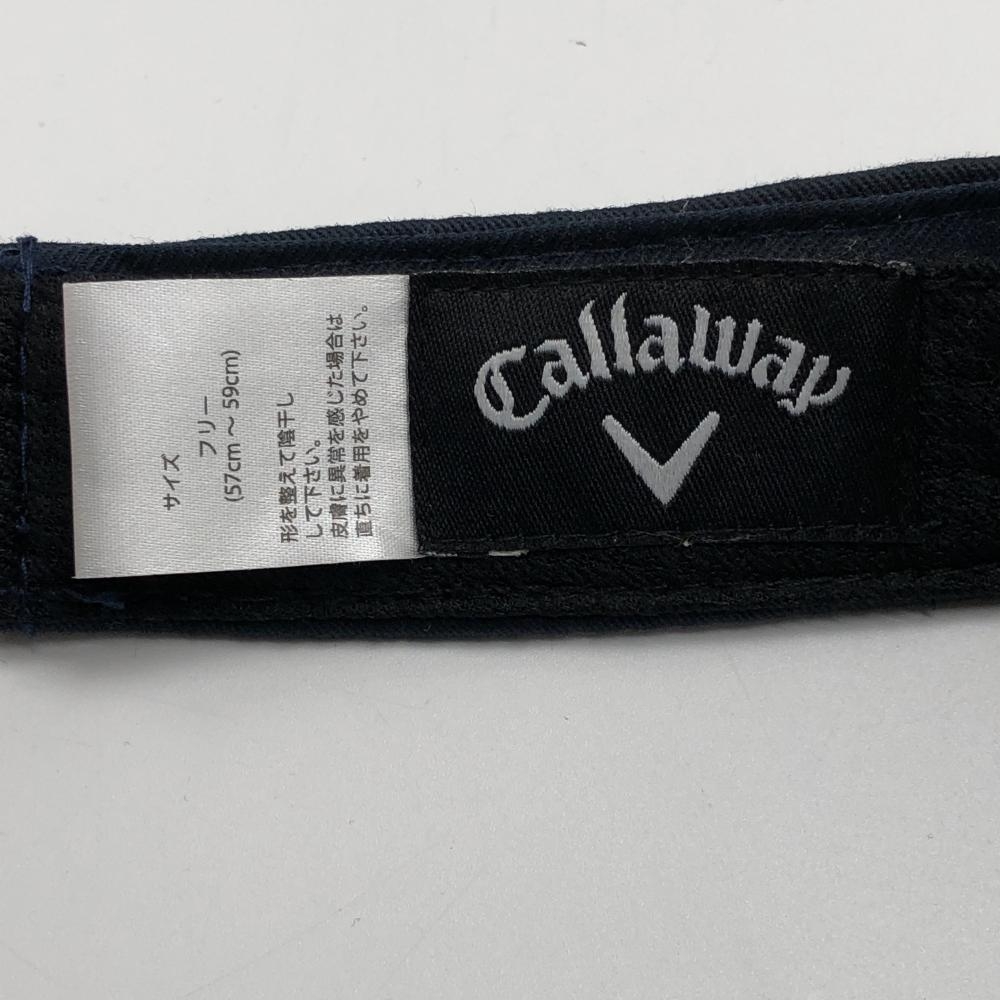 サイズ
フリー
(57cm～59cm)
形を整えて陰干し
して下さい。
皮膚に異常を感じた場合は
直ちに着用をやめて下さい。
Callaway